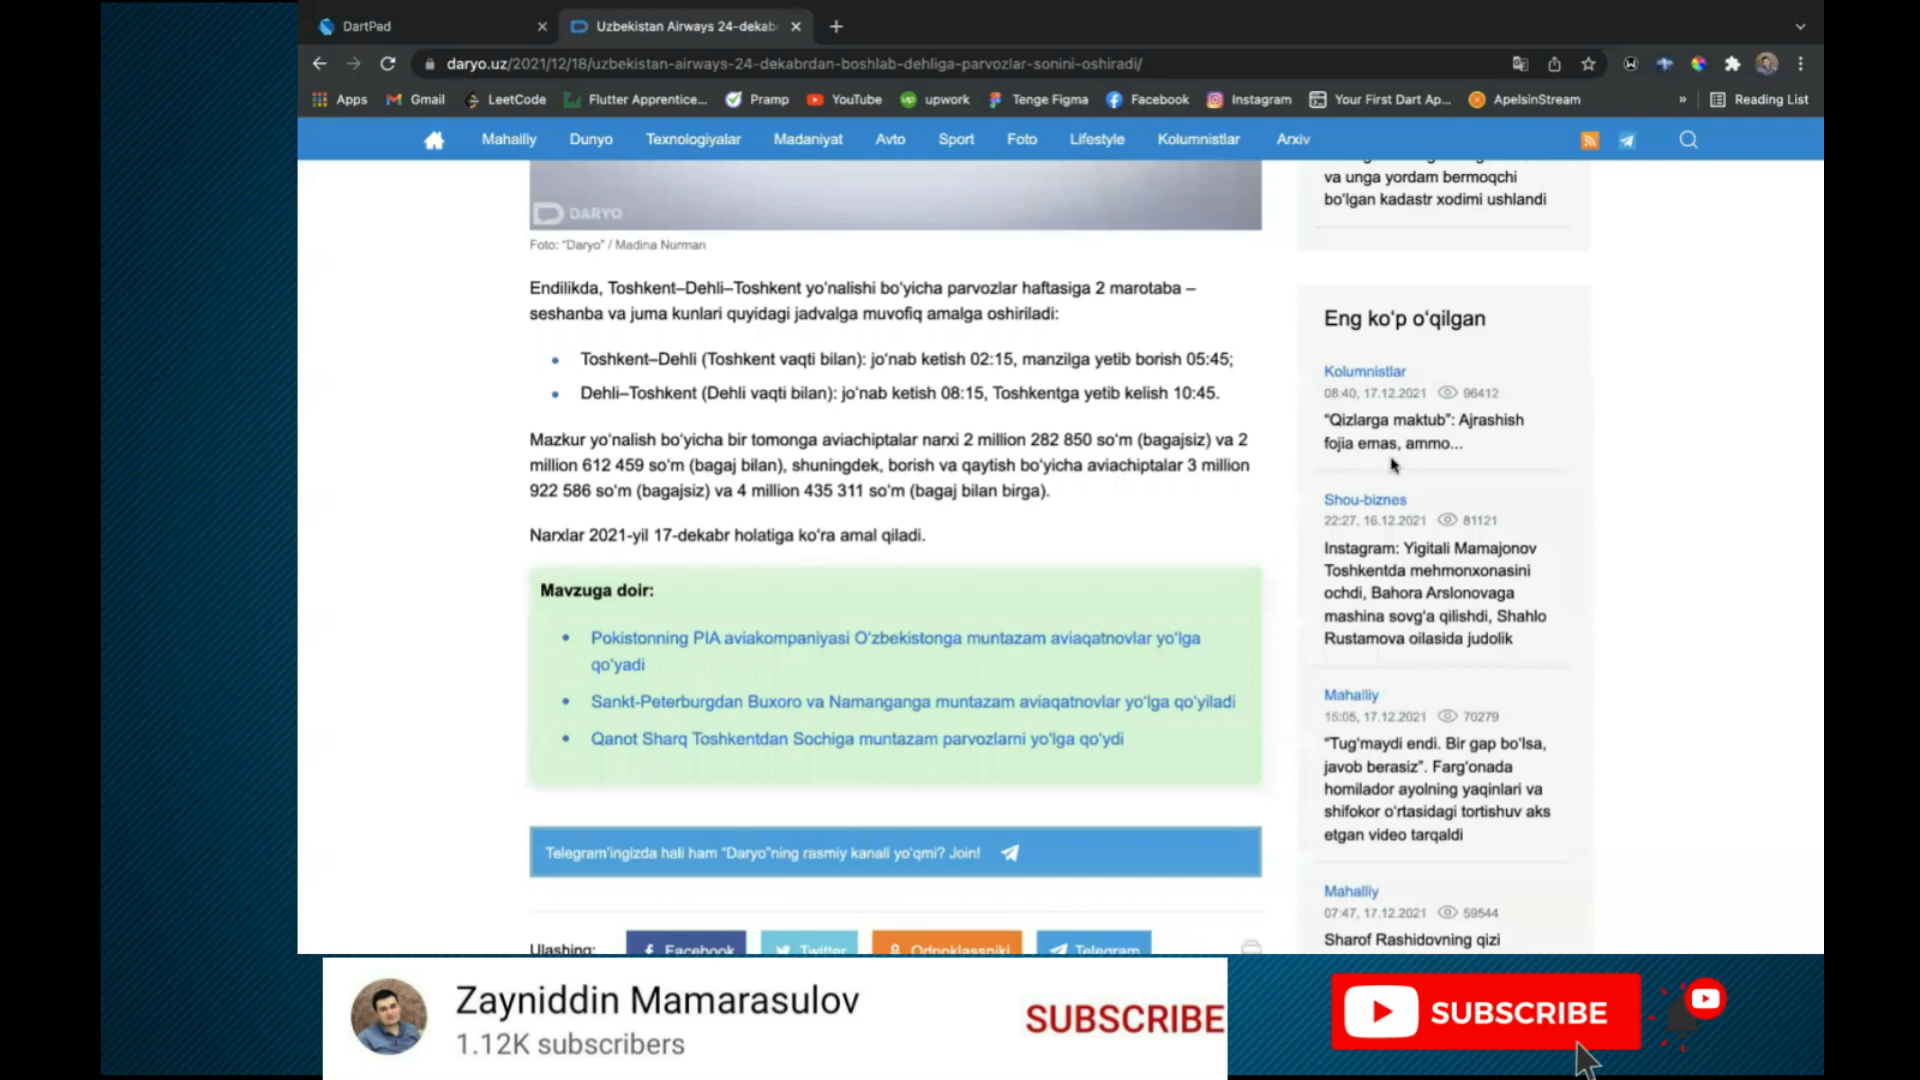 DartPad
Uzbekistan Airways 24-dekab
daryo.uz/2021/12/18/uzbekistan-airways-24-dekabrdan-boshlab-dehliga-parvozlar-sonini-oshiradi/
Apps Gmail LeetCode Flutter Apprentice... Pramp YouTube upwork Tenge Figma Facebook Instagram Your First Dart Ap... ApelsinStream » Reading List
Mahalliy Dunyo Texnologiyalar Madaniyat Avto Sport Foto Lifestyle Kolumnistlar Arxiv
DARYO
Foto: "Daryo" / Madina Nurman
Endilikda, Toshkent–Dehli–Toshkent yo‘nalishi bo‘yicha parvozlar haftasiga 2 marotaba –
seshanba va juma kunlari quyidagi jadvalga muvofiq amalga oshiriladi:
• Toshkent–Dehli (Toshkent vaqti bilan): jo‘nab ketish 02:15, manzilga yetib borish 05:45;
• Dehli–Toshkent (Dehli vaqti bilan): jo‘nab ketish 08:15, Toshkentga yetib kelish 10:45.
Mazkur yo‘nalish bo‘yicha bir tomonga aviachiptalar narxi 2 million 282 850 so‘m (bagajsiz) va 2
million 612 459 so‘m (bagaj bilan), shuningdek, borish va qaytish bo‘yicha aviachiptalar 3 million
922 586 so‘m (bagajsiz) va 4 million 435 311 so‘m (bagaj bilan birga).
Narxlar 2021-yil 17-dekabr holatiga ko‘ra amal qiladi.
Mavzuga doir:
• Pokistonning PIA aviakompaniyasi O‘zbekistonga muntazam aviaqatnovlar yo‘lga
qo‘yadi
• Sankt-Peterburgdan Buxoro va Namanganga muntazam aviaqatnovlar yo‘lga qo‘yiladi
• Qanot Sharq Toshkentdan Sochiga muntazam parvozlarni yo‘lga qo‘ydi
Telegram’ingizda hali ham "Daryo"ning rasmiy kanali yo‘qmi? Join!
Ulashing: Facebook Twitter Odnoklassniki Telegram
va unga yordam bermoqchi
bo‘lgan kadastr xodimi ushlandi
Eng ko‘p o‘qilgan
Kolumnistlar
08:40, 17.12.2021 96412
“Qizlarga maktub”: Ajrashish
fojia emas, ammo...
Shou-biznes
22:27, 16.12.2021 81121
Instagram: Yigitali Mamajonov
Toshkentda mehmonxonasini
ochdi, Bahora Arslonovaga
mashina sovg‘a qilishdi, Shahlo
Rustamova oilasida judolik
Mahalliy
15:05, 17.12.2021 70279
“Tug‘maydi endi. Bir gap bo‘lsa,
javob berasiz”. Farg‘onada
homilador ayolning yaqinlari va
shifokor o‘rtasidagi tortishuv aks
etgan video tarqaldi
Mahalliy
07:47, 17.12.2021 59544
Sharof Rashidovning qizi
Zayniddin Mamarasulov
1.12K subscribers
SUBSCRIBE
SUBSCRIBE